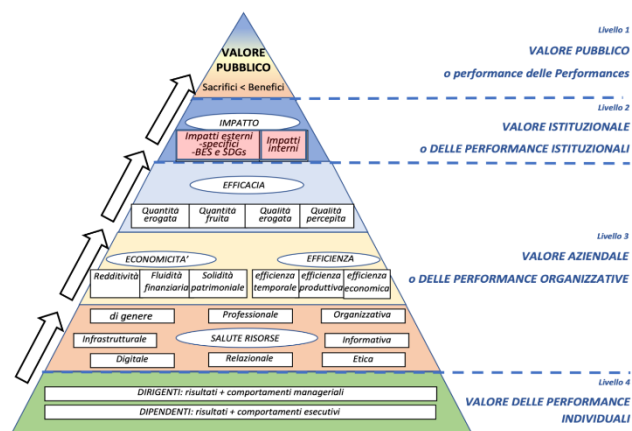 Livello 1
VALORE
PUBBLICO
VALORE PUBBLICO
Sacrifici < Benefici
o performance delle Performances
Livello 2
IMPATTO
VALORE ISTITUZIONALE
Impatti esterni
-specifici
-BES e SDGs
Impatti
interni
o DELLE PERFORMANCE ISTITUZIONALI
EFFICACIA
Quantità
erogata
Quantità
fruita
Qualità
erogata
Qualità
percepita
Livello 3
ECONOMICITA’
EFFICIENZA
VALORE AZIENDALE
Redditività
Fluidità
finanziaria
Solidità
patrimoniale
efficienza
temporale
efficienza
produttiva
efficienza
economica
o DELLE PERFORMANCE ORGANIZZATIVE
di genere
Professionale
Organizzativa
Infrastrutturale
SALUTE RISORSE
Informativa
Digitale
Relazionale
Etica
Livello 4
DIRIGENTI: risultati + comportamenti manageriali
VALORE DELLE PERFORMANCE
DIPENDENTI: risultati + comportamenti esecutivi
INDIVIDUALI